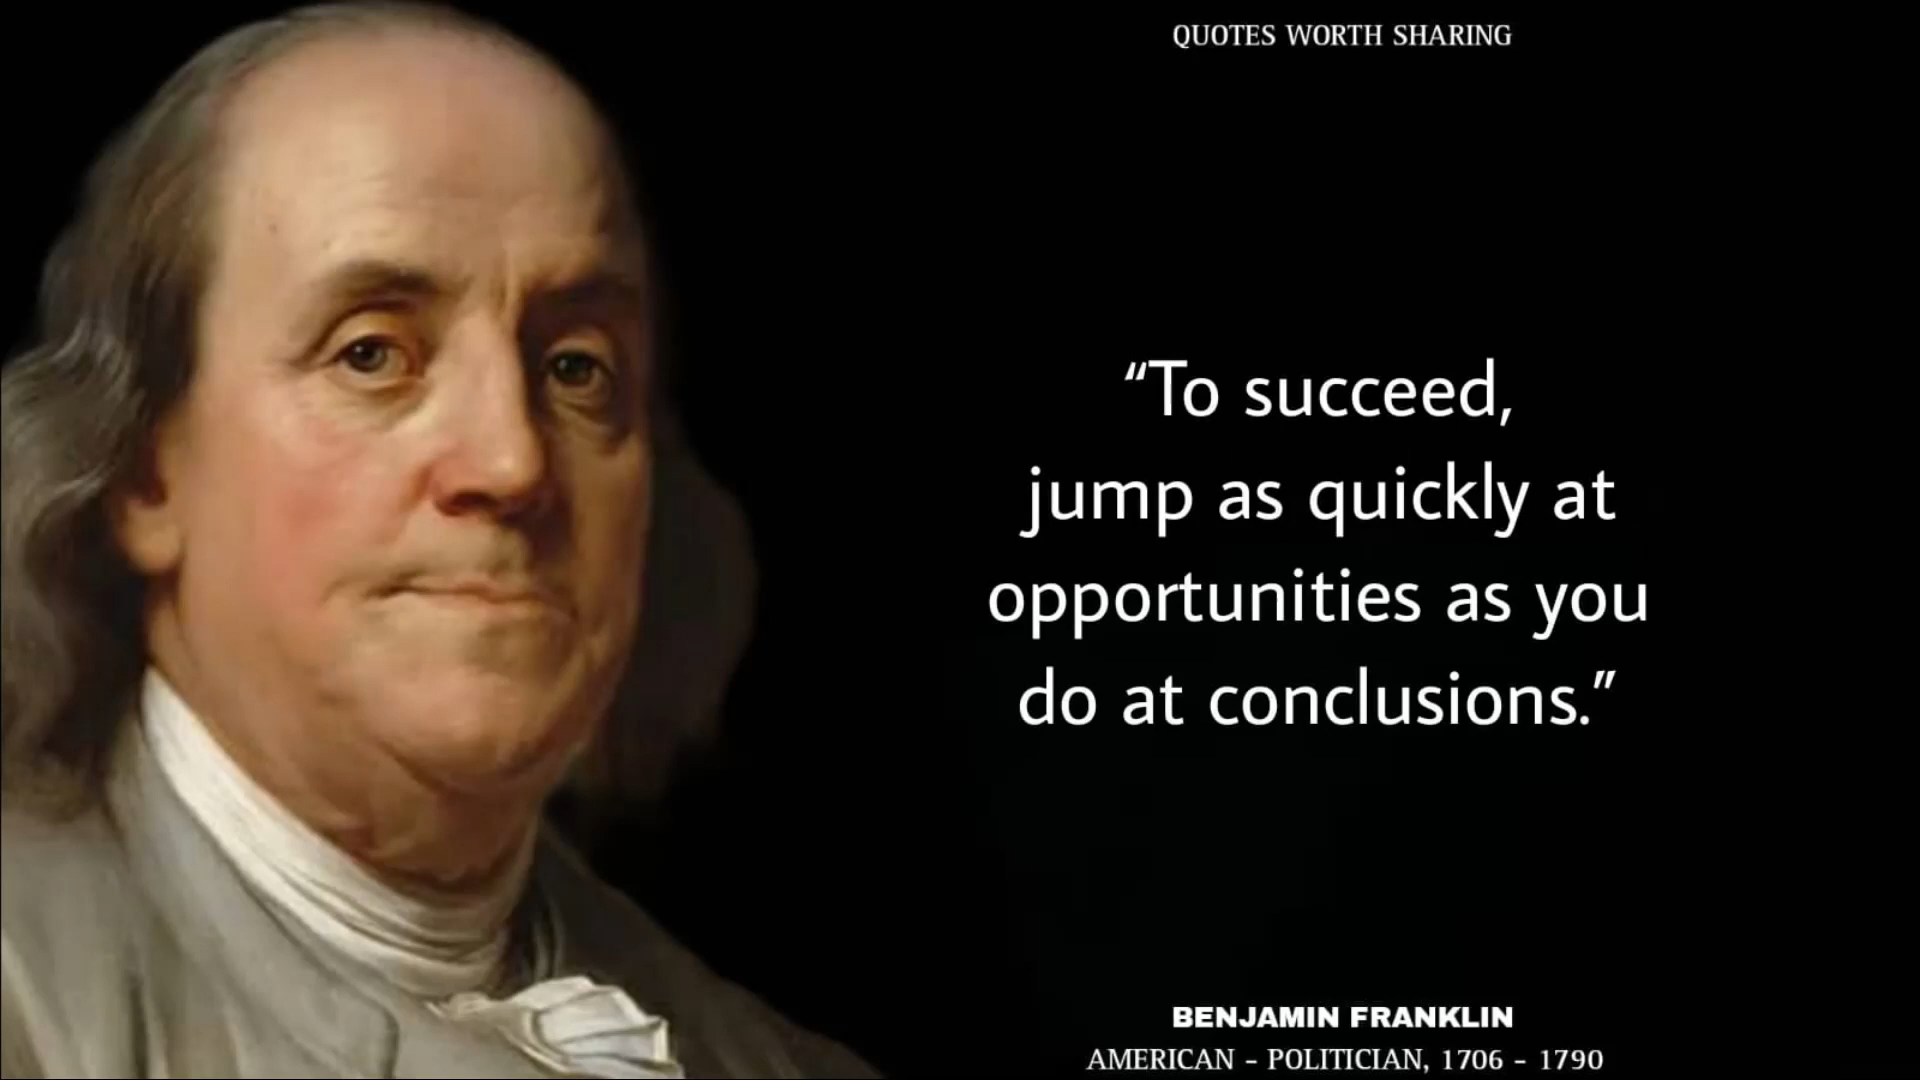 QUOTES WORTH SHARING
“To succeed,
jump as quickly at
opportunities as you
do at conclusions.”
BENJAMIN FRANKLIN
AMERICAN – POLITICIAN, 1706 – 1790